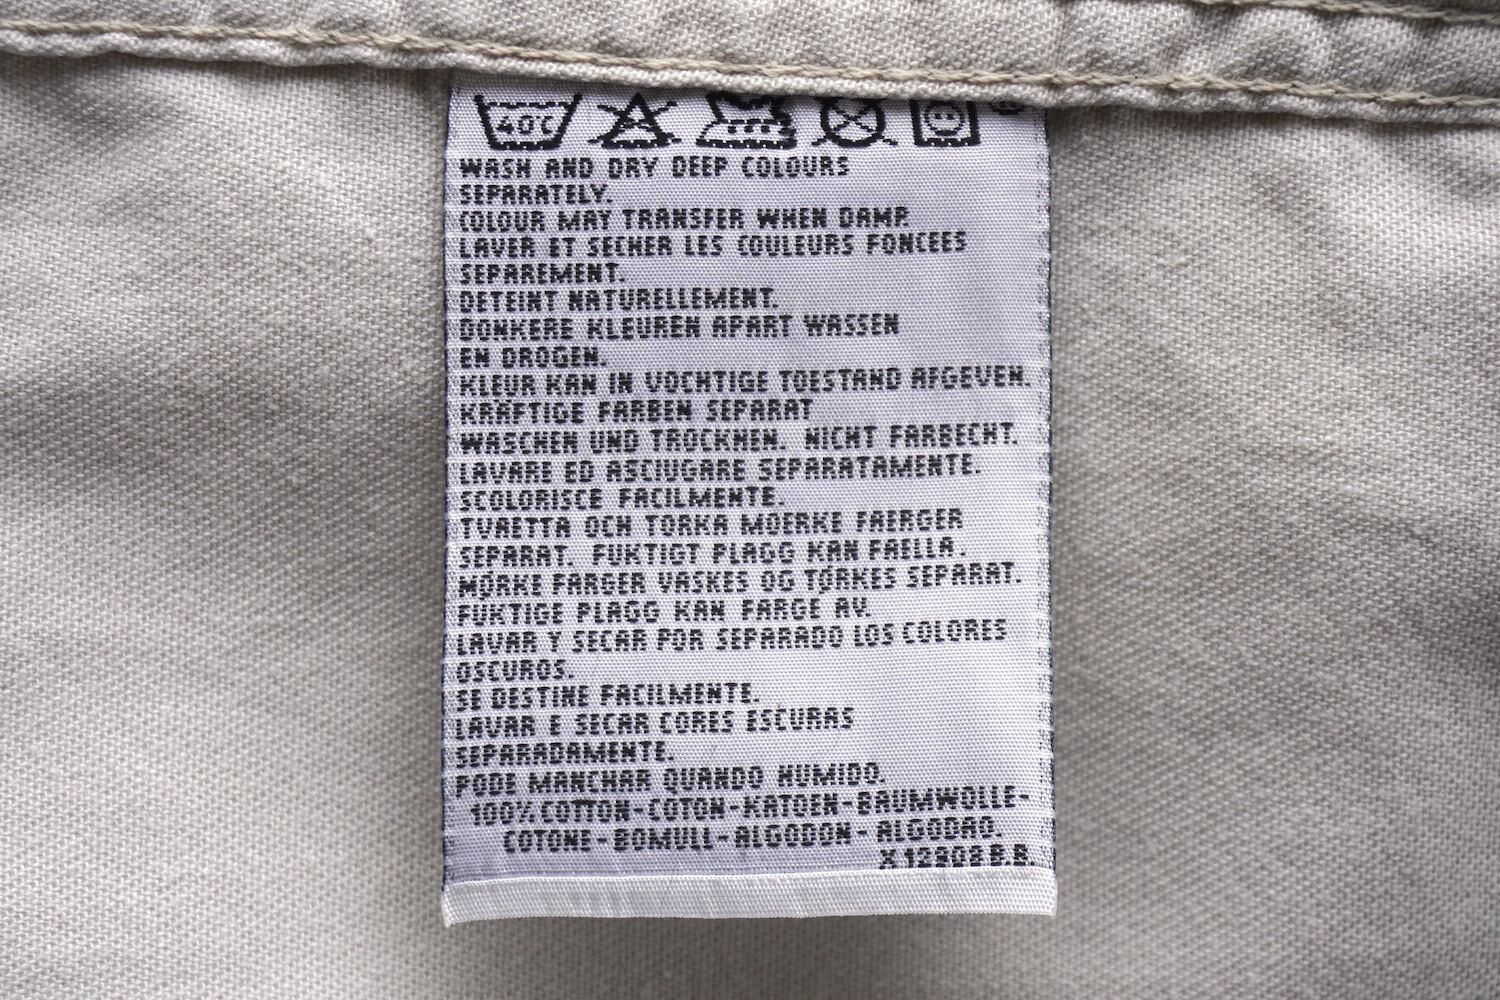 40°C
WASH AND DRY DEEP COLOURS
SEPARATELY.
COLOUR MAY TRANSFER WHEN DAMP.
LAVER ET SECHER LES COULEURS FONCEES
SEPAREMENT.
DETEINT NATURELLEMENT.
DONKERE KLEUREN APART WASSEN
EN DROGEN.
KLEUR KAN IN VOCHTIGE TOESTAND AFGEVEN.
KRÄFTIGE FARBEN SEPARAT
WASCHEN UND TROCKNEN. NICHT FARBECHT.
LAVARE ED ASCIUGARE SEPARATAMENTE.
SCOLORISCE FACILMENTE.
TVAETTA OCH TORKA MOERKE FAERGER
SEPARAT. FUKTIGT PLAGG KAN FAELLA.
MØRKE FARGER VASKES OG TØRKES SEPARAT.
FUKTIGE PLAGG KAN FARGE AV.
LAVAR Y SECAR POR SEPARADO LOS COLORES
OSCUROS.
SE DESTINE FACILMENTE.
LAVAR E SECAR CORES ESCURAS
SEPARADAMENTE.
PODE MANCHAR QUANDO HUMIDO.
100% COTTON-COTON-KATOEN-BAUMWOLLE-
COTONE-BOMULL-ALGODON-ALGODAO.
X B.B.